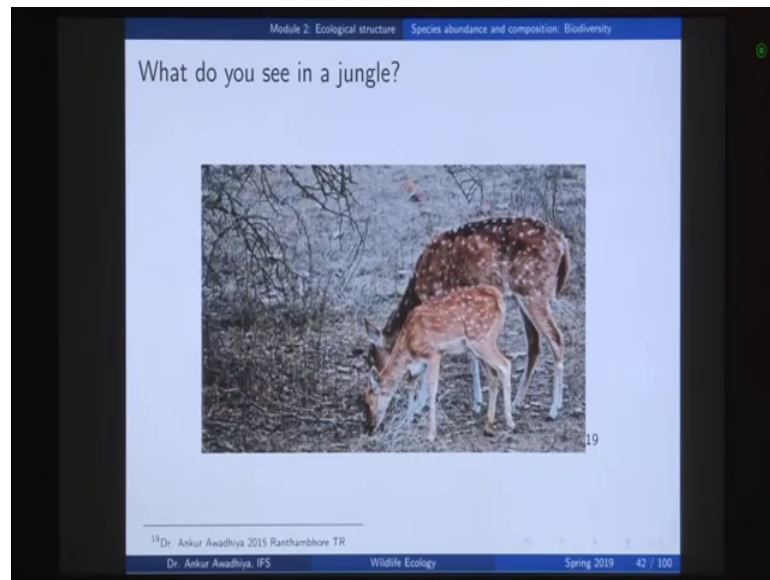 Module 2: Ecological structure Species abundance and composition: Biodiversity
What do you see in a jungle?
19
19Dr. Ankur Awadhiya 2015 Ranthambhore TR
Dr. Ankur Awadhiya, IFS Wildlife Ecology Spring 2019 42 / 100